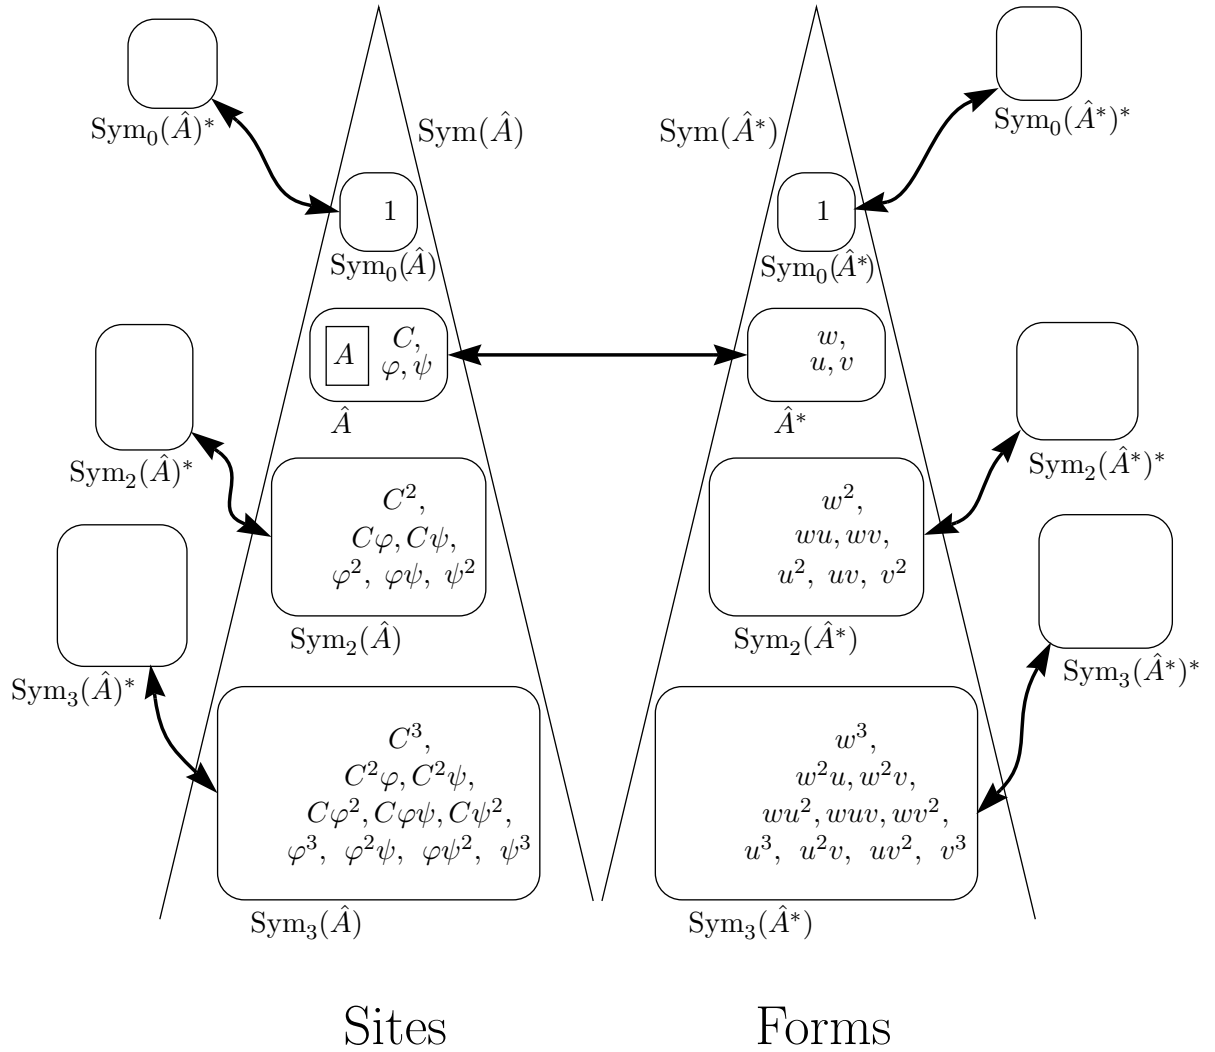 Sym₀(Â)*
Sym(Â)
Sym(Â*)
Sym₀(Â*)*
1
Sym₀(Â)
1
Sym₀(Â*)
A
C,
φ, ψ
Â
w,
u, v
Â*
Sym₂(Â)*
C²,
Cφ, Cψ,
φ², φψ, ψ²
Sym₂(Â)
w²,
wu, wv,
u², uv, v²
Sym₂(Â*)
Sym₂(Â*)*
Sym₃(Â)*
C³,
C²φ, C²ψ,
Cφ², Cφψ, Cψ²,
φ³, φ²ψ, φψ², ψ³
Sym₃(Â)
w³,
w²u, w²v,
wu², wuv, wv²,
u³, u²v, uv², v³
Sym₃(Â*)
Sym₃(Â*)*
Sites
Forms